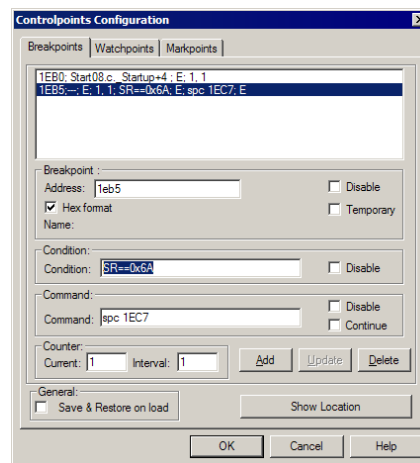 Controlpoints Configuration
Breakpoints Watchpoints Markpoints
1EB0; Start08.c._Startup+4 ; E; 1, 1
1EB5;---; E; 1, 1; SR==0x6A; E; spc 1EC7; E
Breakpoint :
Address: 1eb5 Disable
Hex format Temporary
Name:
Condition:
Condition: SR==0x6A Disable
Command:
Disable
Command: spc 1EC7
Continue
Counter:
Current: 1 Interval: 1 Add Update Delete
General:
Save & Restore on load Show Location
OK Cancel Help